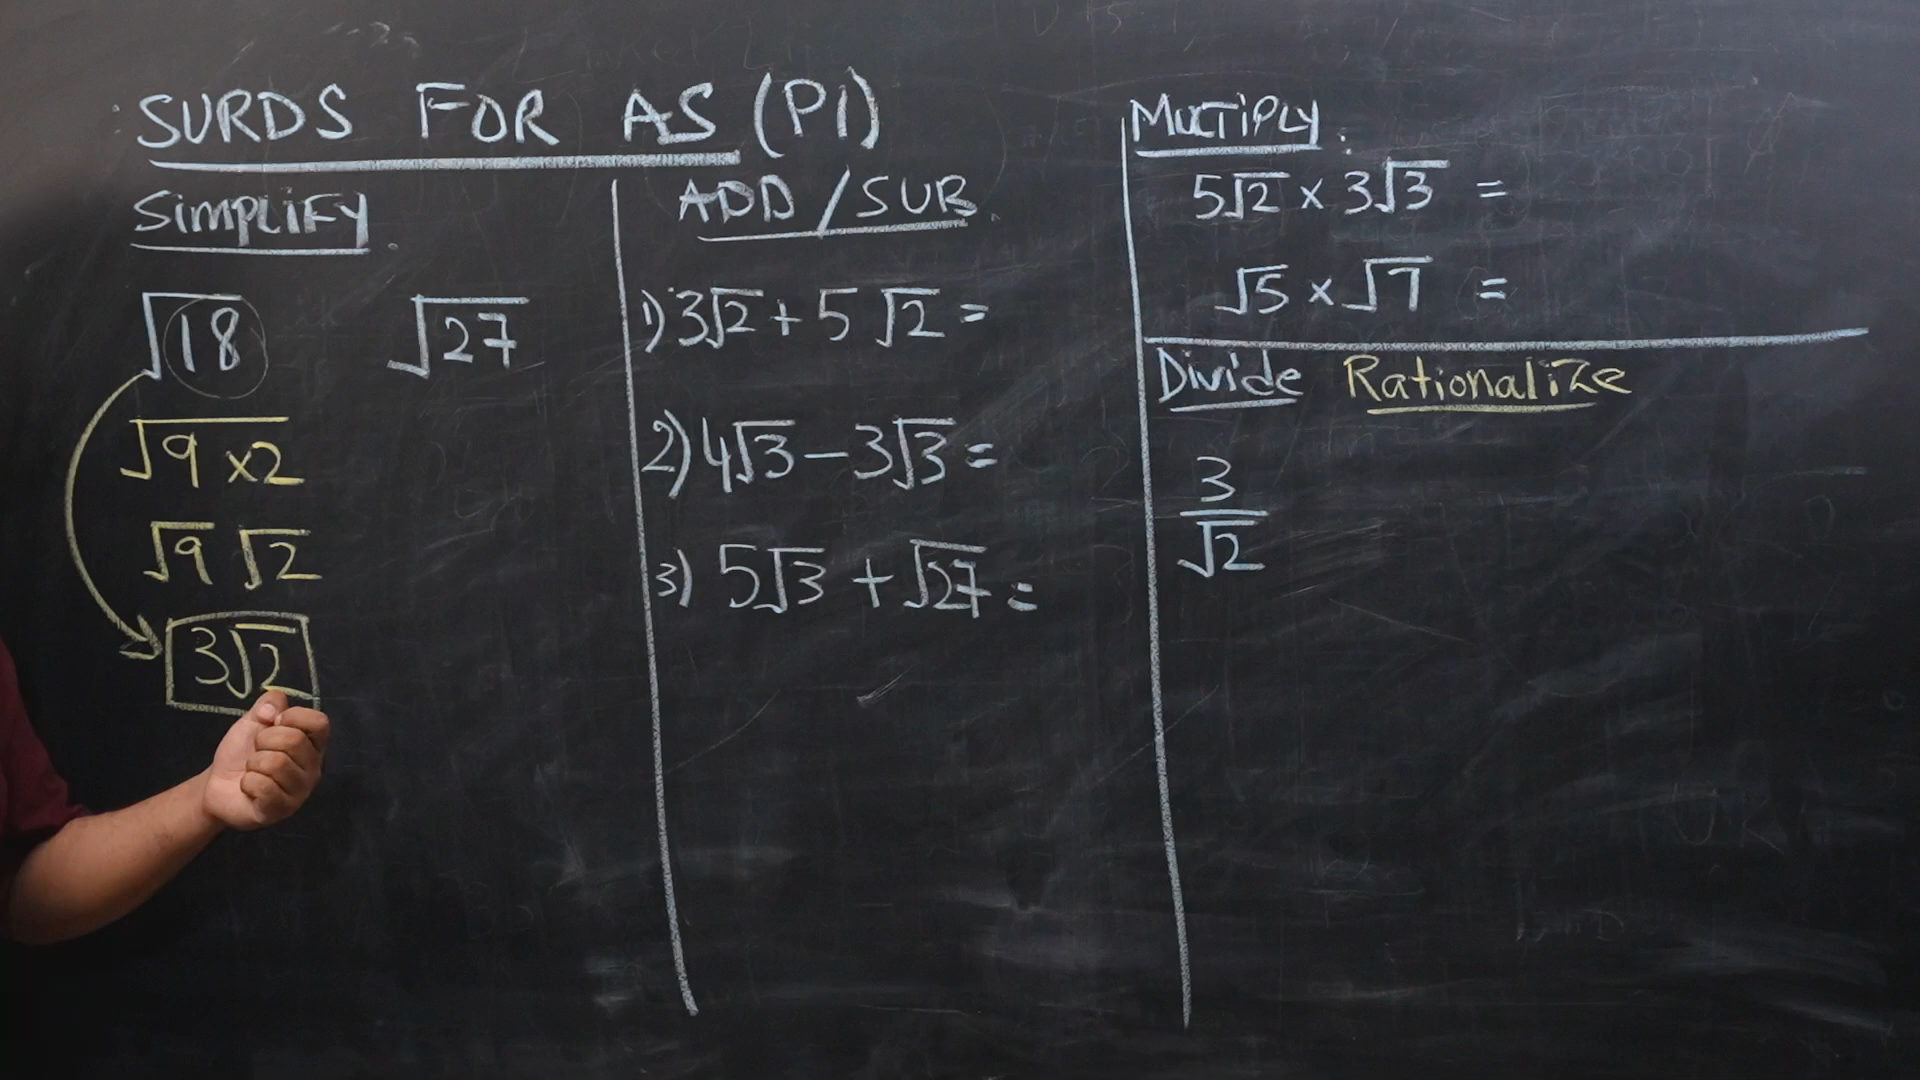 SURDS FOR AS (P1)
SIMPLIFY
√18
√9 ×2
√9 √2
3√2
√27
ADD / SUB
1) 3√2 + 5√2 =
2) 4√3 − 3√3 =
3) 5√3 + √27 =
MULTIPLY
5√2 × 3√3 =
√5 × √7 =
Divide Rationalize
3
√2